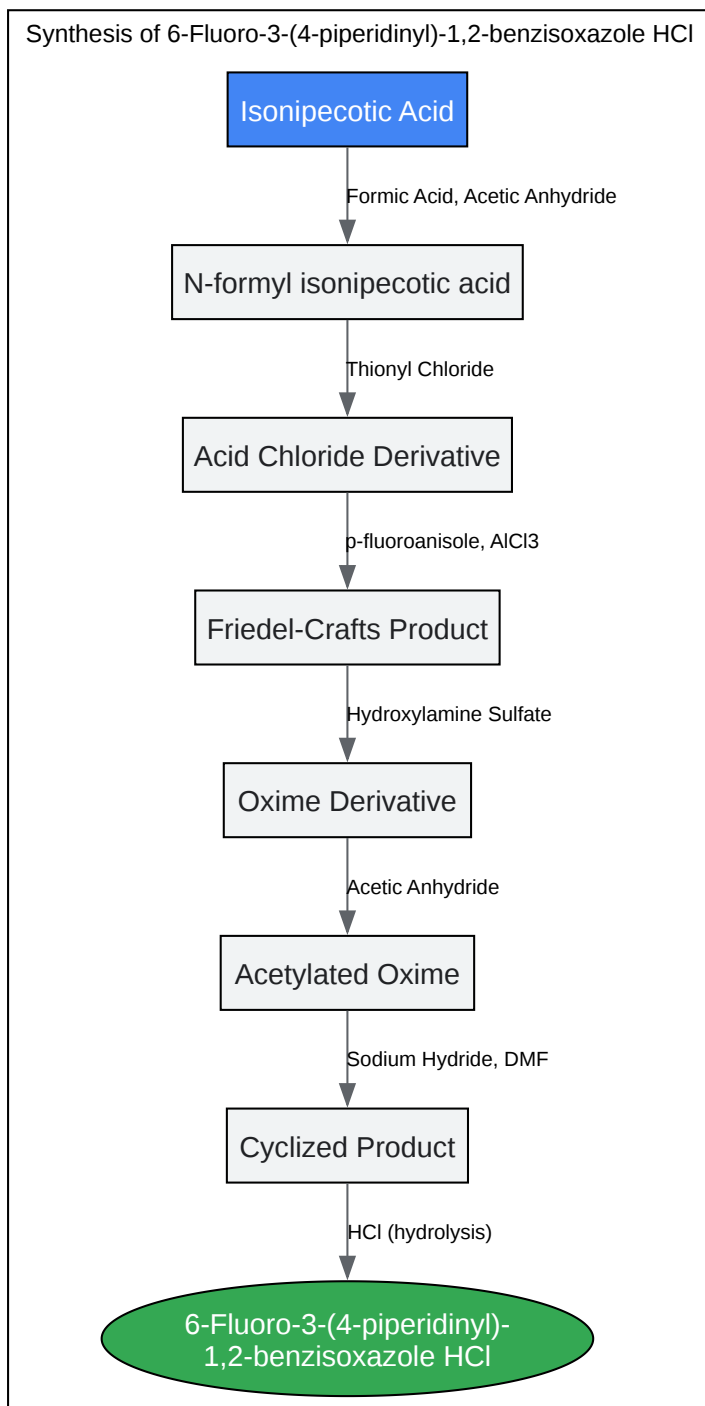 Synthesis of 6-Fluoro-3-(4-piperidinyl)-1,2-benzisoxazole HCl
Isonipecotic Acid
Formic Acid, Acetic Anhydride
N-formyl isonipecotic acid
Thionyl Chloride
Acid Chloride Derivative
p-fluoroanisole, AlCl3
Friedel-Crafts Product
Hydroxylamine Sulfate
Oxime Derivative
Acetic Anhydride
Acetylated Oxime
Sodium Hydride, DMF
Cyclized Product
HCl (hydrolysis)
6-Fluoro-3-(4-piperidinyl)-
1,2-benzisoxazole HCl